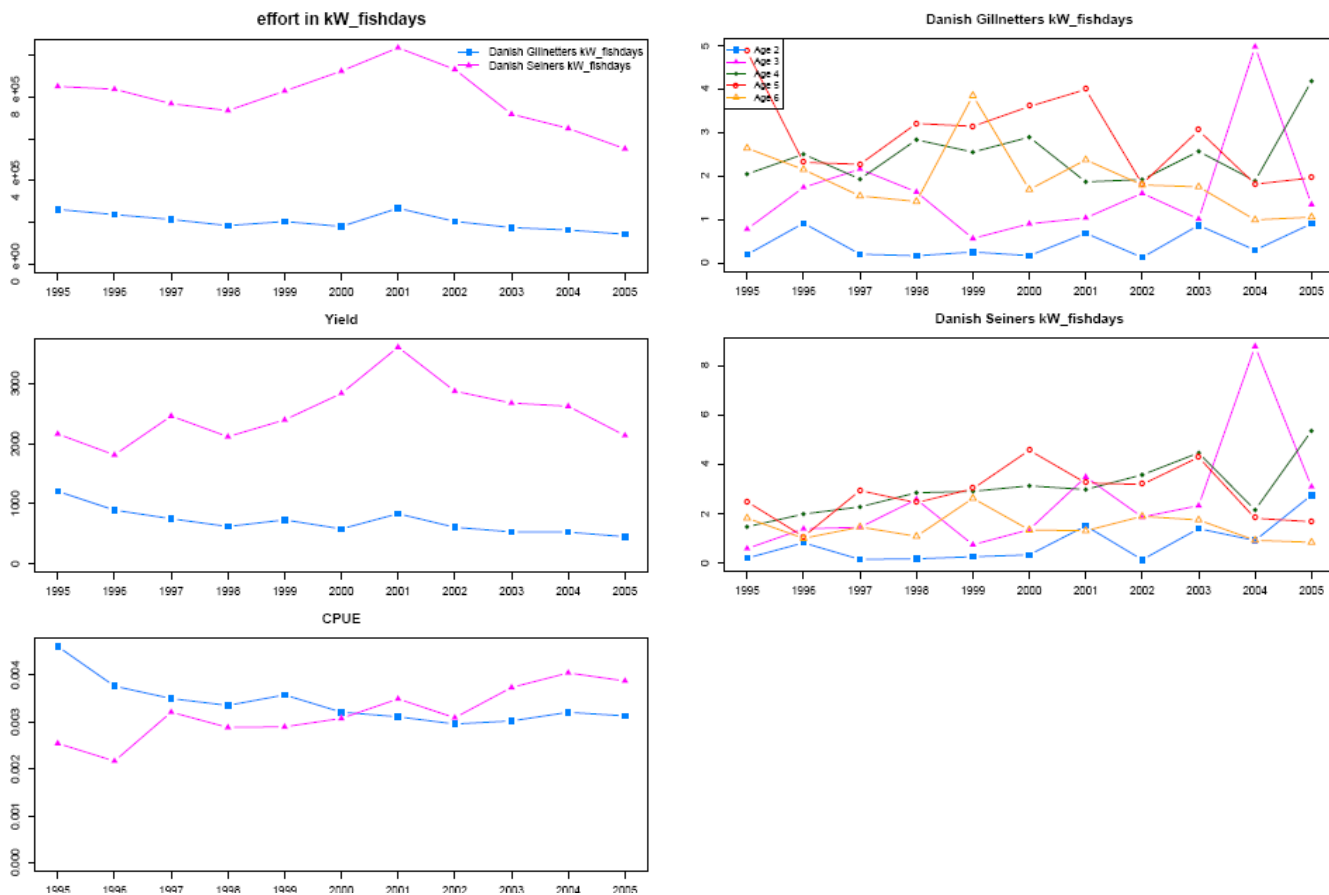 effort in kW_fishdays
Danish Gillnetters kW_fishdays
Danish Seiners kW_fishdays
8 e+05
4 e+05
0 e+00
1995 1996 1997 1998 1999 2000 2001 2002 2003 2004 2005
Yield
3000
2000
1000
0
1995 1996 1997 1998 1999 2000 2001 2002 2003 2004 2005
CPUE
0.004
0.003
0.002
0.001
0.000
1995 1996 1997 1998 1999 2000 2001 2002 2003 2004 2005
Danish Gillnetters kW_fishdays
Age 2
Age 3
Age 4
Age 5
Age 6
5
4
3
2
1
0
1995 1996 1997 1998 1999 2000 2001 2002 2003 2004 2005
Danish Seiners kW_fishdays
8
6
4
2
0
1995 1996 1997 1998 1999 2000 2001 2002 2003 2004 2005